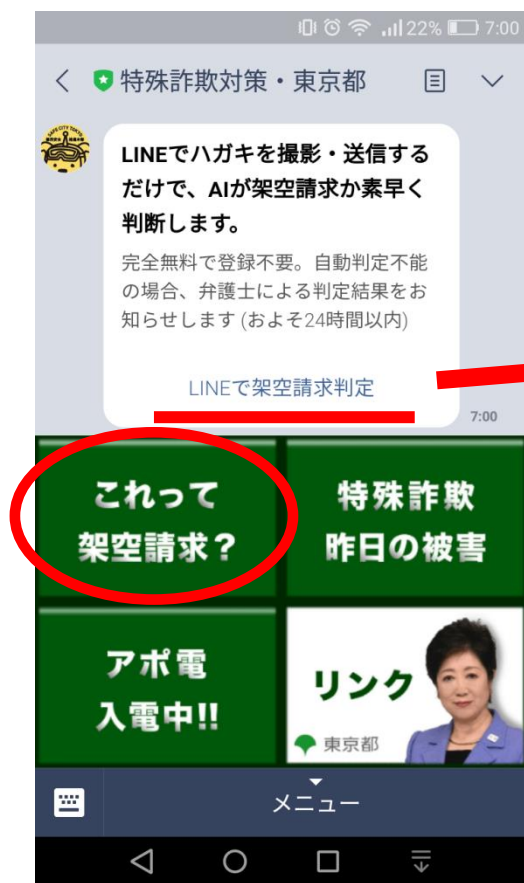 22% 7:00
特殊詐欺対策・東京都
LINEでハガキを撮影・送信する
だけで、AIが架空請求か素早く
判断します。
完全無料で登録不要。自動判定不能
の場合、弁護士による判定結果をお
知らせします (およそ24時間以内)
LINEで架空請求判定
7:00
これって
架空請求？
特殊詐欺
昨日の被害
アポ電
入電中!!
リンク
東京都
メニュー